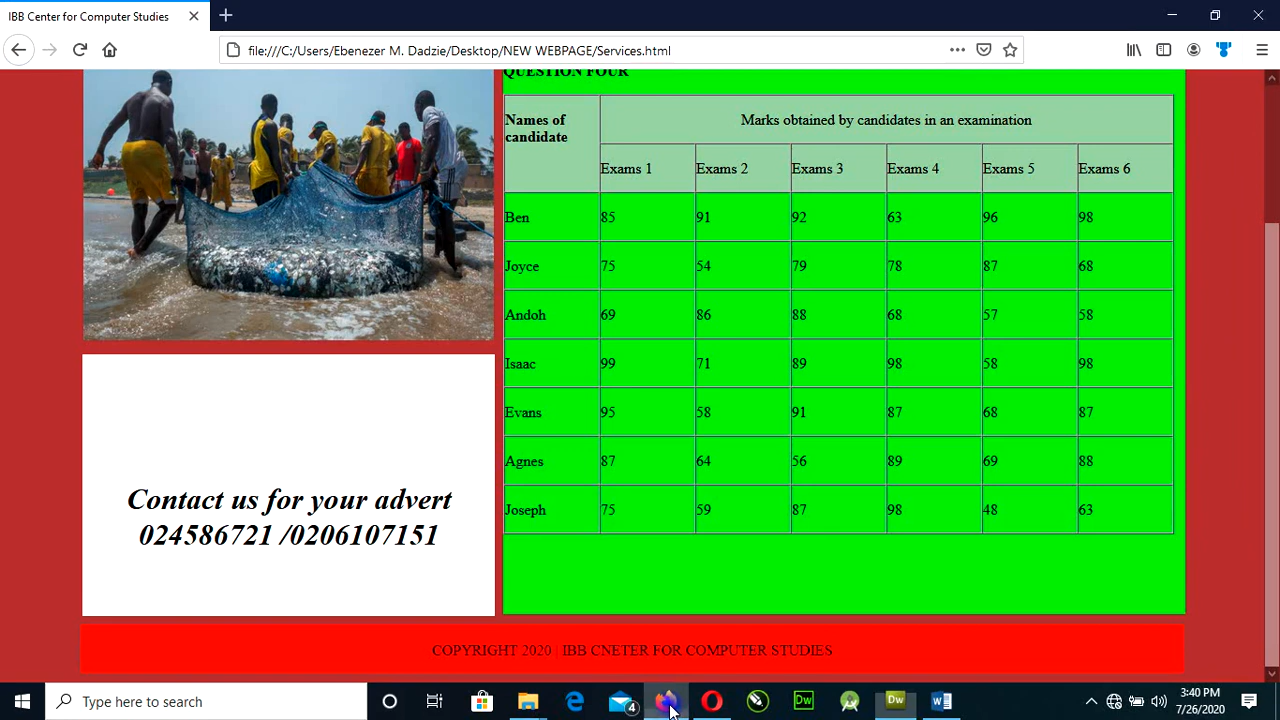 IBB Center for Computer Studies
file:///C:/Users/Ebenezer M. Dadzie/Desktop/NEW WEBPAGE/Services.html
QUESTION FOUR
Names of candidate Marks obtained by candidates in an examination
Exams 1 Exams 2 Exams 3 Exams 4 Exams 5 Exams 6
Ben 85 91 92 63 96 98
Joyce 75 54 79 78 87 68
Andoh 69 86 88 68 57 58
Isaac 99 71 89 98 58 98
Evans 95 58 91 87 68 87
Agnes 87 64 56 89 69 88
Joseph 75 59 87 98 48 63
Contact us for your advert
024586721 /0206107151
COPYRIGHT 2020 | IBB CNETER FOR COMPUTER STUDIES
Type here to search
4
Dw
Dw
W
3:40 PM
7/26/2020